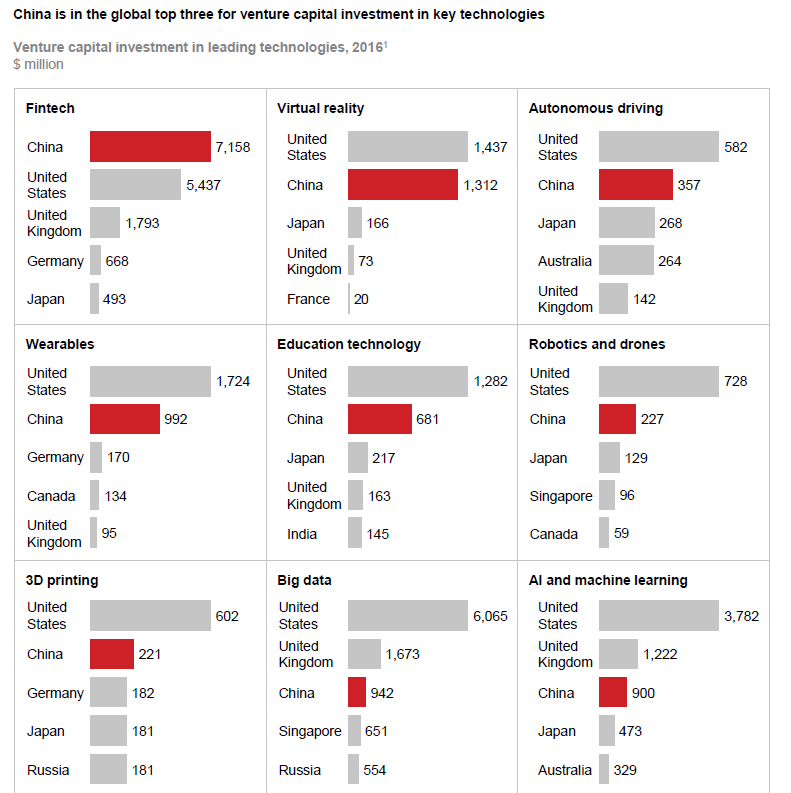 China is in the global top three for venture capital investment in key technologies
Venture capital investment in leading technologies, 2016¹
$ million
Fintech
China 7,158
United
States 5,437
United
Kingdom 1,793
Germany 668
Japan 493
Virtual reality
United
States 1,437
China 1,312
Japan 166
United
Kingdom 73
France 20
Autonomous driving
United
States 582
China 357
Japan 268
Australia 264
United
Kingdom 142
Wearables
United
States 1,724
China 992
Germany 170
Canada 134
United
Kingdom 95
Education technology
United
States 1,282
China 681
Japan 217
United
Kingdom 163
India 145
Robotics and drones
United
States 728
China 227
Japan 129
Singapore 96
Canada 59
3D printing
United
States 602
China 221
Germany 182
Japan 181
Russia 181
Big data
United
States 6,065
United
Kingdom 1,673
China 942
Singapore 651
Russia 554
AI and machine learning
United
States 3,782
United
Kingdom 1,222
China 900
Japan 473
Australia 329